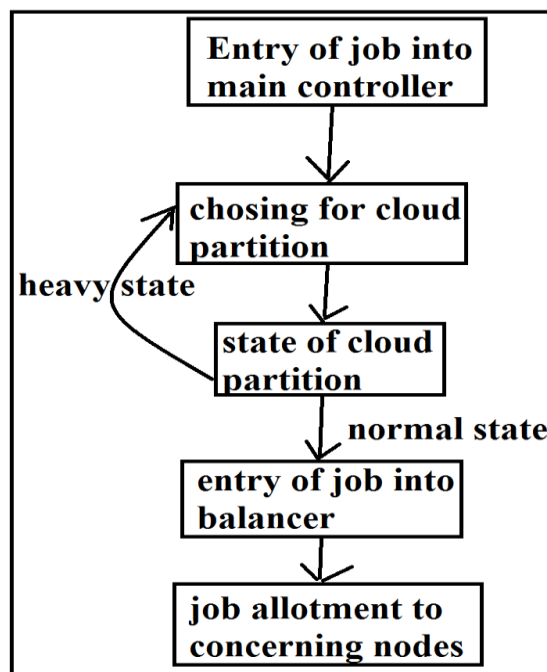 Entry of job into
main controller
chosing for cloud
partition
heavy state
state of cloud
partition
normal state
entry of job into
balancer
job allotment to
concerning nodes